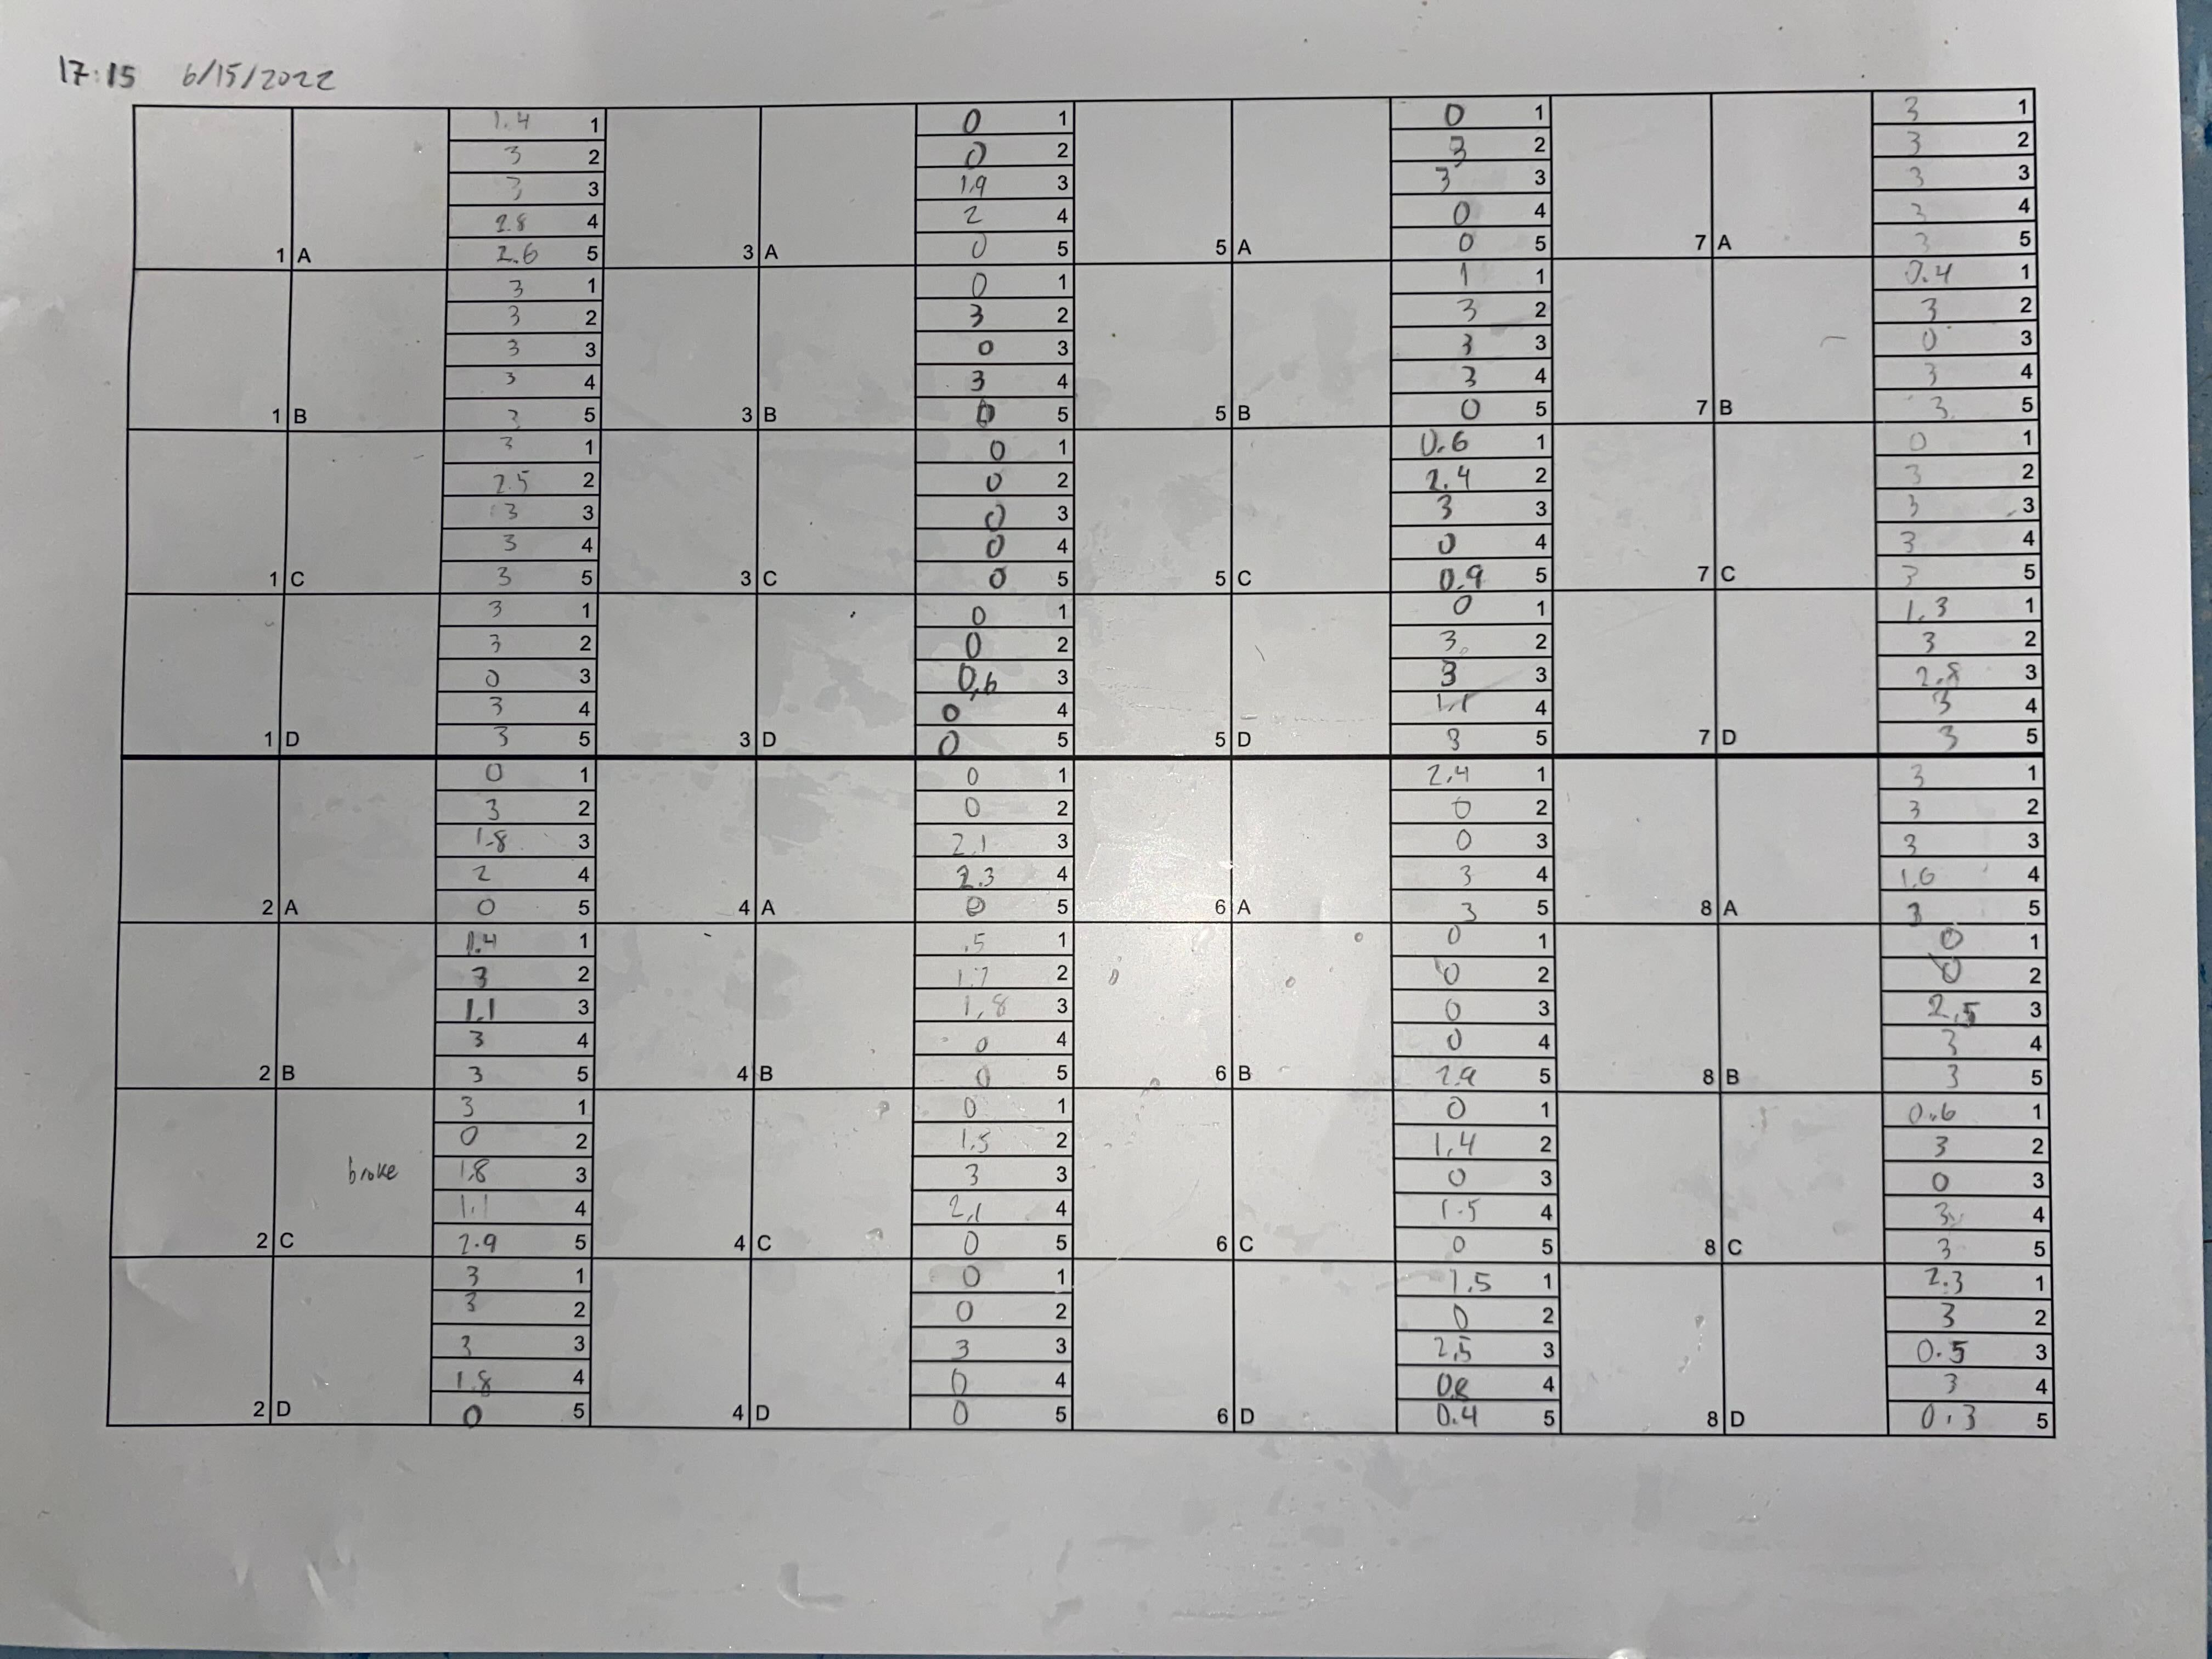 17:15 6/15/2022
1.4 1 0 1 0 1 3 1
3 2 0 2 3 2 3 2
3 3 1.9 3 3 3 3 3
2.8 4 2 4 0 4 3 4
1 A 2.6 5 3 A 0 5 5 A 0 5 7 A 3 5
3 1 0 1 1 1 0.4 1
3 2 3 2 3 2 3 2
3 3 0 3 3 3 0 3
3 4 3 4 3 4 3 4
1 B 3 5 3 B 0 5 5 B 0 5 7 B 3 5
3 1 0 1 0.6 1 0 1
2.5 2 0 2 2.4 2 3 2
3 3 0 3 3 3 3 3
3 4 0 4 0 4 3 4
1 C 3 5 3 C 0 5 5 C 0.9 5 7 C 3 5
3 1 0 1 0 1 1.3 1
3 2 0 2 3 2 3 2
0 3 0.6 3 3 3 2.8 3
3 4 0 4 1.1 4 3 4
1 D 3 5 3 D 0 5 5 D 3 5 7 D 3 5
0 1 0 1 2.4 1 3 1
3 2 0 2 0 2 3 2
1.8 3 2.1 3 0 3 3 3
2 4 2.3 4 3 4 1.6 4
2 A 0 5 4 A 0 5 6 A 3 5 8 A 3 5
1.4 1 .5 1 0 1 0 1
3 2 1.7 2 0 2 0 2
1.1 3 1.8 3 0 3 2.5 3
3 4 0 4 0 4 3 4
2 B 3 5 4 B 0 5 6 B 2.9 5 8 B 3 5
3 1 0 1 0 1 0.6 1
0 2 1.5 2 1.4 2 3 2
broke 1.8 3 3 3 0 3 0 3
1.1 4 2.1 4 1.5 4 3 4
2 C 2.9 5 4 C 0 5 6 C 0 5 8 C 3 5
3 1 0 1 1.5 1 2.3 1
3 2 0 2 0 2 3 2
3 3 3 3 2.5 3 0.5 3
1.8 4 0 4 0.8 4 3 4
2 D 0 5 4 D 0 5 6 D 0.4 5 8 D 0.3 5